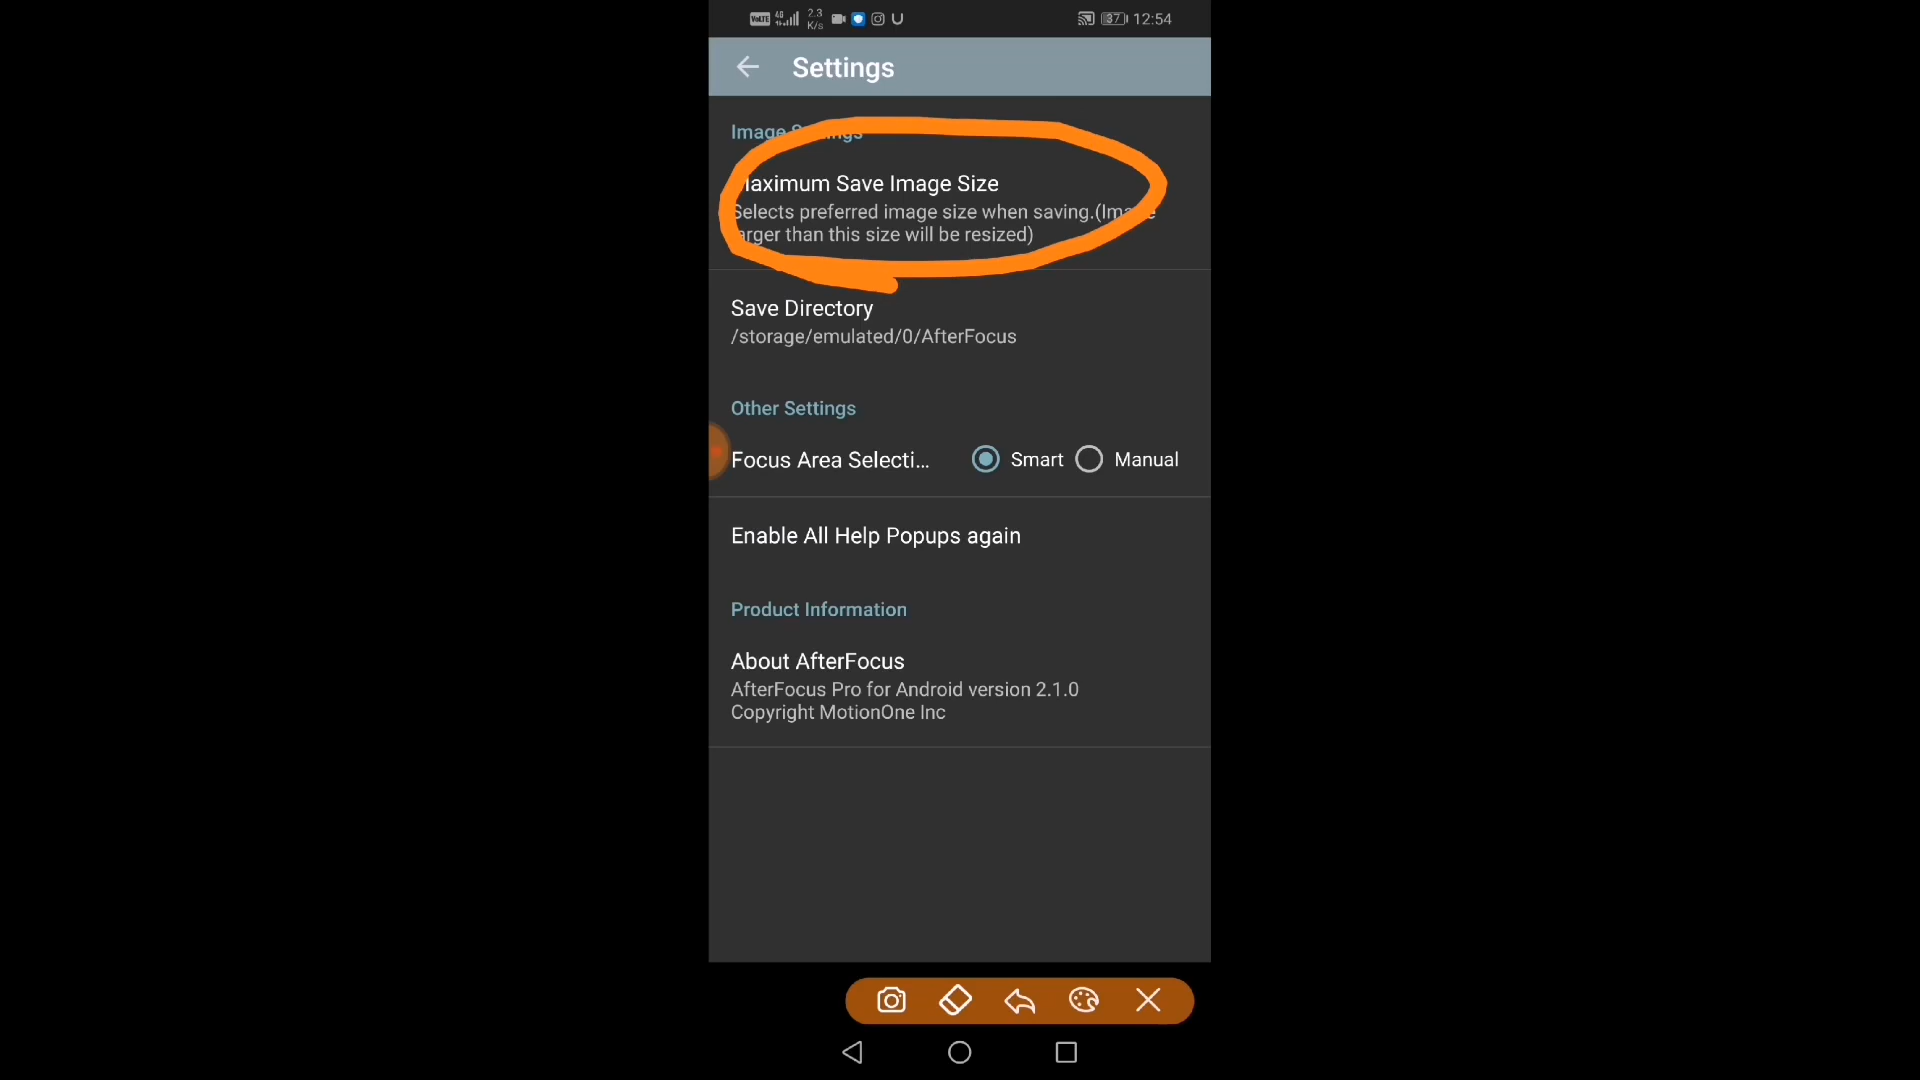 VoLTE 4G 2.3 K/s 37 12:54
Settings
Image Settings
Maximum Save Image Size
Selects preferred image size when saving.(Image
larger than this size will be resized)
Save Directory
/storage/emulated/0/AfterFocus
Other Settings
Focus Area Selecti... Smart Manual
Enable All Help Popups again
Product Information
About AfterFocus
AfterFocus Pro for Android version 2.1.0
Copyright MotionOne Inc